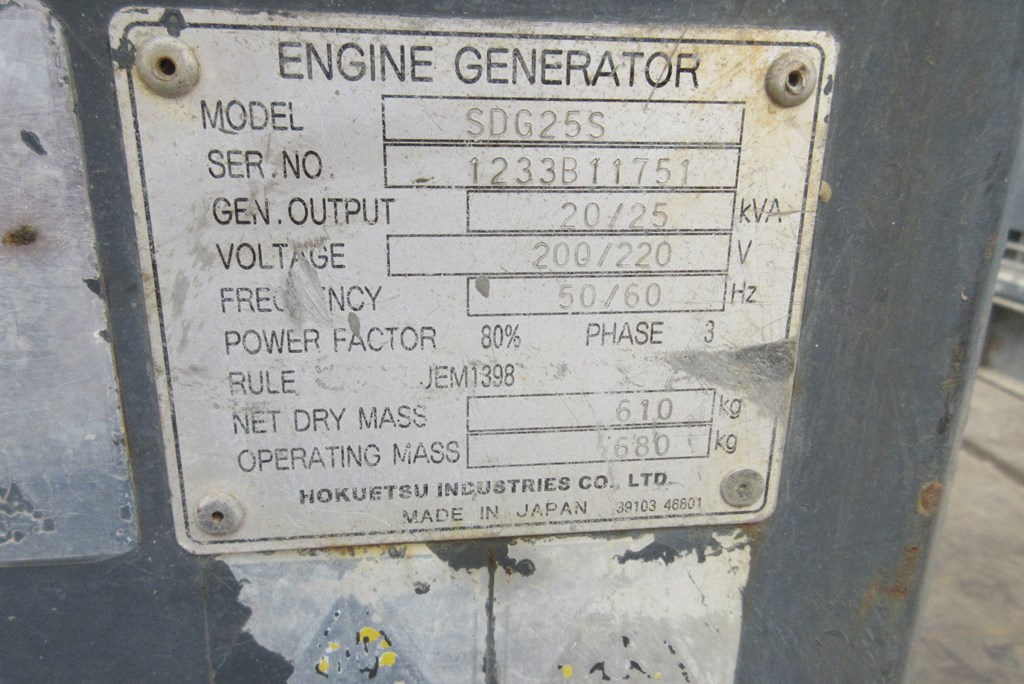 ENGINE GENERATOR
MODEL SDG25S
SER.NO. 1233B11751
GEN.OUTPUT 20/25 kVA
VOLTAGE 200/220 V
FREQUENCY 50/60 Hz
POWER FACTOR 80% PHASE 3
RULE JEM1398
NET DRY MASS 610 kg
OPERATING MASS 680 kg
HOKUETSU INDUSTRIES CO., LTD.
MADE IN JAPAN 39103 46801